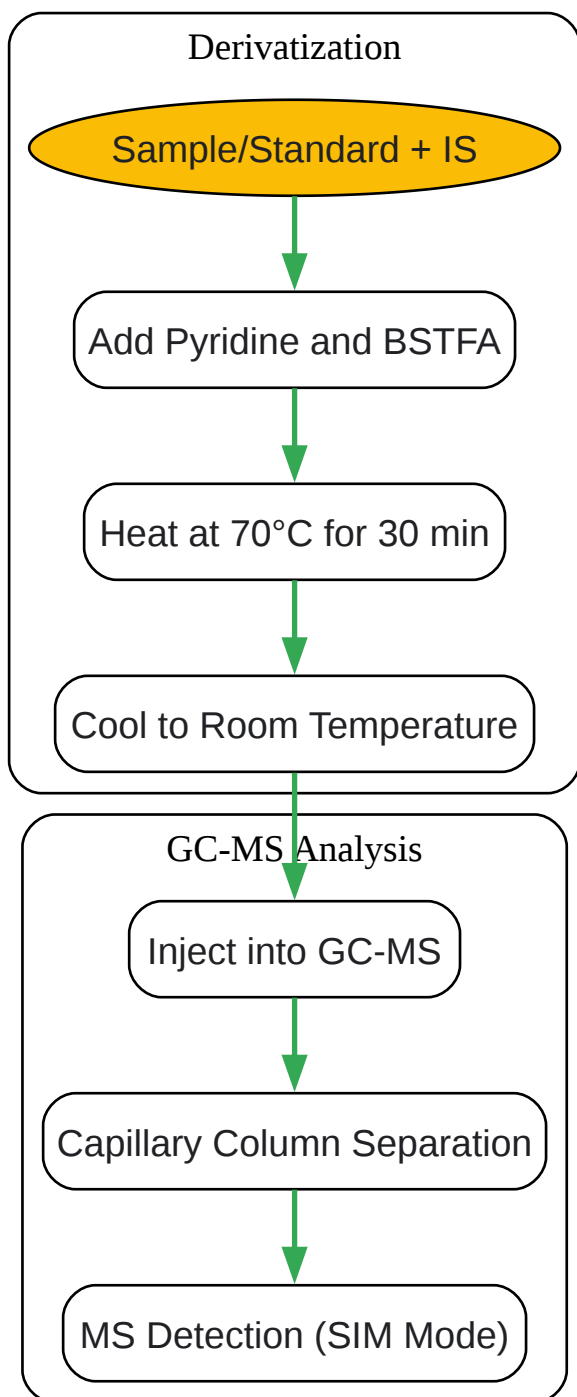 Derivatization
Sample/Standard + IS
Add Pyridine and BSTFA
Heat at 70°C for 30 min
Cool to Room Temperature
GC-MS Analysis
Inject into GC-MS
Capillary Column Separation
MS Detection (SIM Mode)